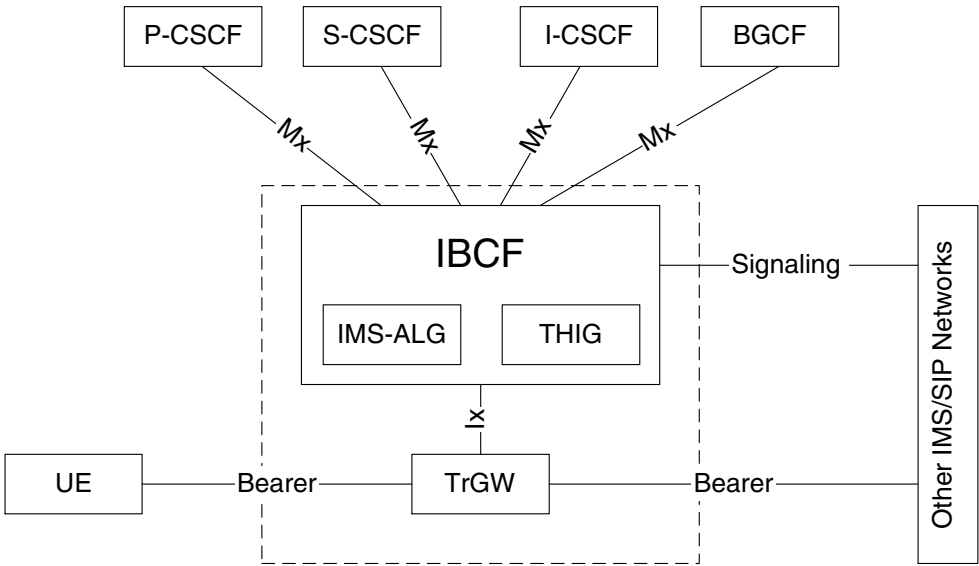 P-CSCF
S-CSCF
I-CSCF
BGCF
Mx
Mx
Mx
Mx
IBCF
Signaling
IMS-ALG
THIG
Ix
UE
Bearer
TrGW
Bearer
Other IMS/SIP Networks